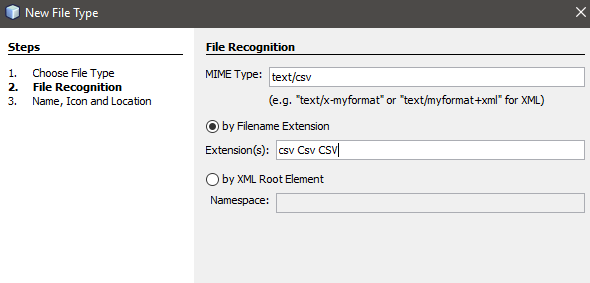 New File Type
Steps
1. Choose File Type
2. File Recognition
3. Name, Icon and Location
File Recognition
MIME Type: text/csv
(e.g. "text/x-myformat" or "text/myformat+xml" for XML)
by Filename Extension
Extension(s): csv Csv CSV
by XML Root Element
Namespace: